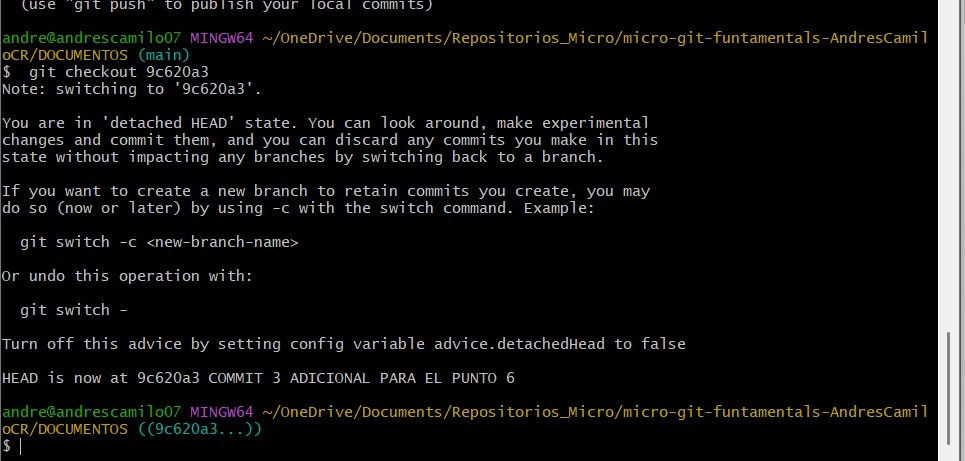 (use "git push" to publish your local commits)
andre@andrescamilo07 MINGW64 ~/OneDrive/Documents/Repositorios_Micro/micro-git-funtamentals-AndresCamil
oCR/DOCUMENTOS (main)
$  git checkout 9c620a3
Note: switching to '9c620a3'.
You are in 'detached HEAD' state. You can look around, make experimental
changes and commit them, and you can discard any commits you make in this
state without impacting any branches by switching back to a branch.
If you want to create a new branch to retain commits you create, you may
do so (now or later) by using -c with the switch command. Example:
git switch -c <new-branch-name>
Or undo this operation with:
git switch -
Turn off this advice by setting config variable advice.detachedHead to false
HEAD is now at 9c620a3 COMMIT 3 ADICIONAL PARA EL PUNTO 6
andre@andrescamilo07 MINGW64 ~/OneDrive/Documents/Repositorios_Micro/micro-git-funtamentals-AndresCamil
oCR/DOCUMENTOS ((9c620a3...))
$